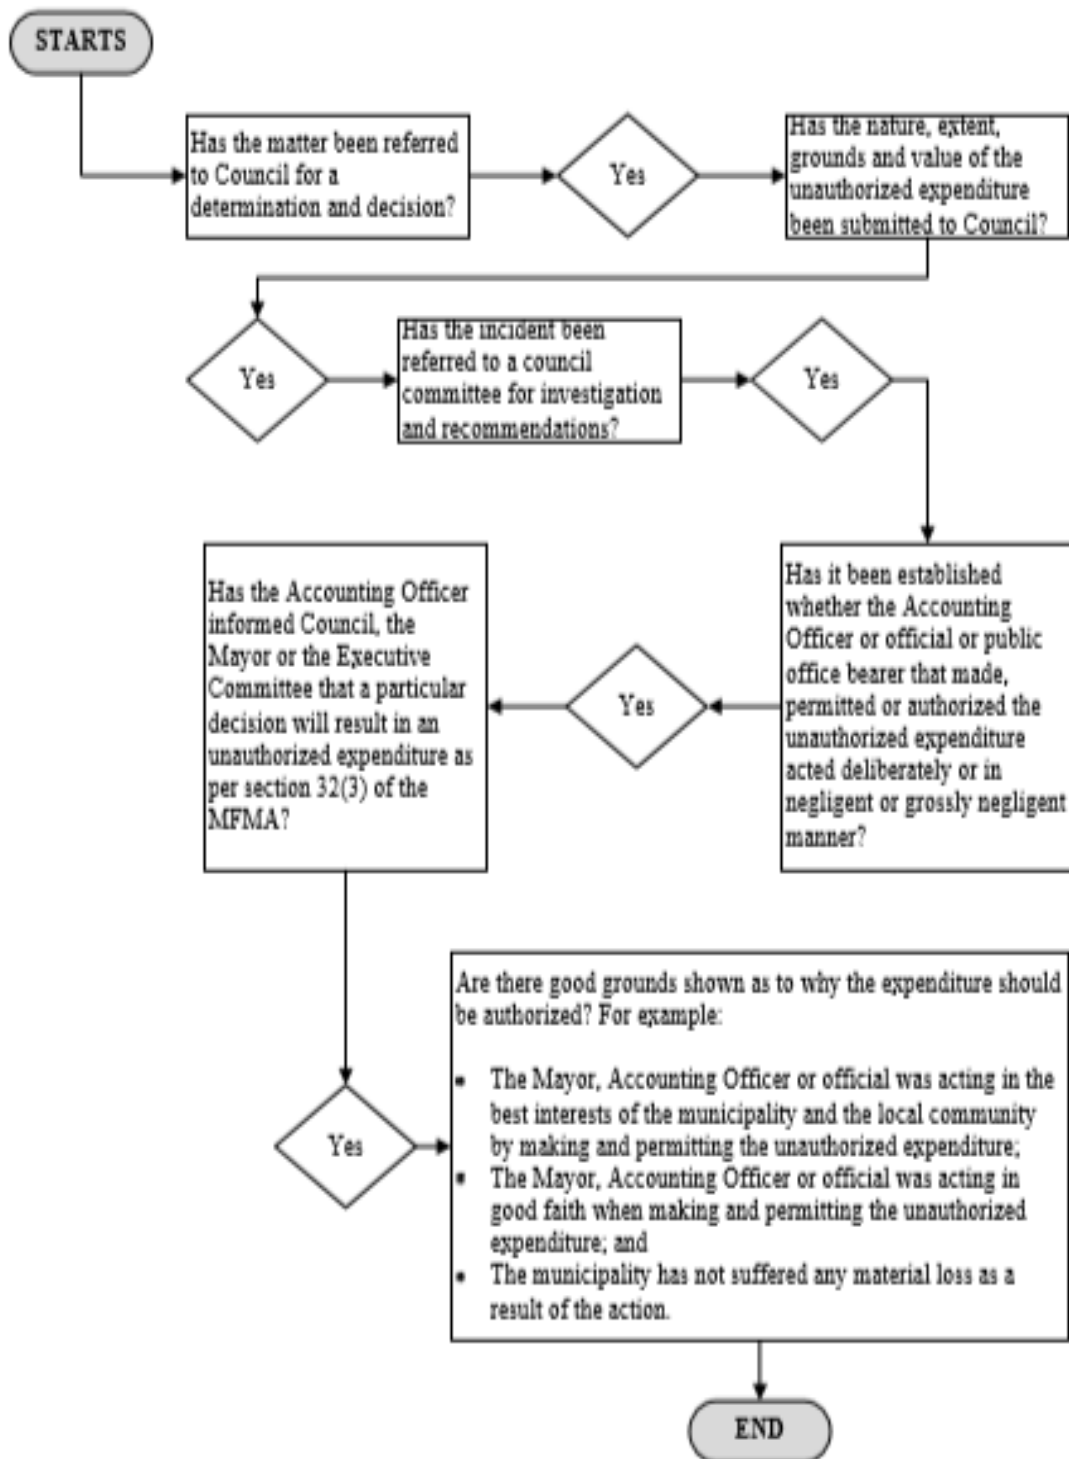 STARTS
Has the matter been referred
to Council for a
determination and decision?
Yes
Has the nature, extent,
grounds and value of the
unauthorized expenditure
been submitted to Council?
Yes
Has the incident been
referred to a council
committee for investigation
and recommendations?
Yes
Has it been established
whether the Accounting
Officer or official or public
office bearer that made,
permitted or authorized the
unauthorized expenditure
acted deliberately or in
negligent or grossly negligent
manner?
Yes
Has the Accounting Officer
informed Council, the
Mayor or the Executive
Committee that a particular
decision will result in an
unauthorized expenditure as
per section 32(3) of the
MFMA?
Yes
Are there good grounds shown as to why the expenditure should
be authorized? For example:
• The Mayor, Accounting Officer or official was acting in the
best interests of the municipality and the local community
by making and permitting the unauthorized expenditure;
• The Mayor, Accounting Officer or official was acting in
good faith when making and permitting the unauthorized
expenditure; and
• The municipality has not suffered any material loss as a
result of the action.
END